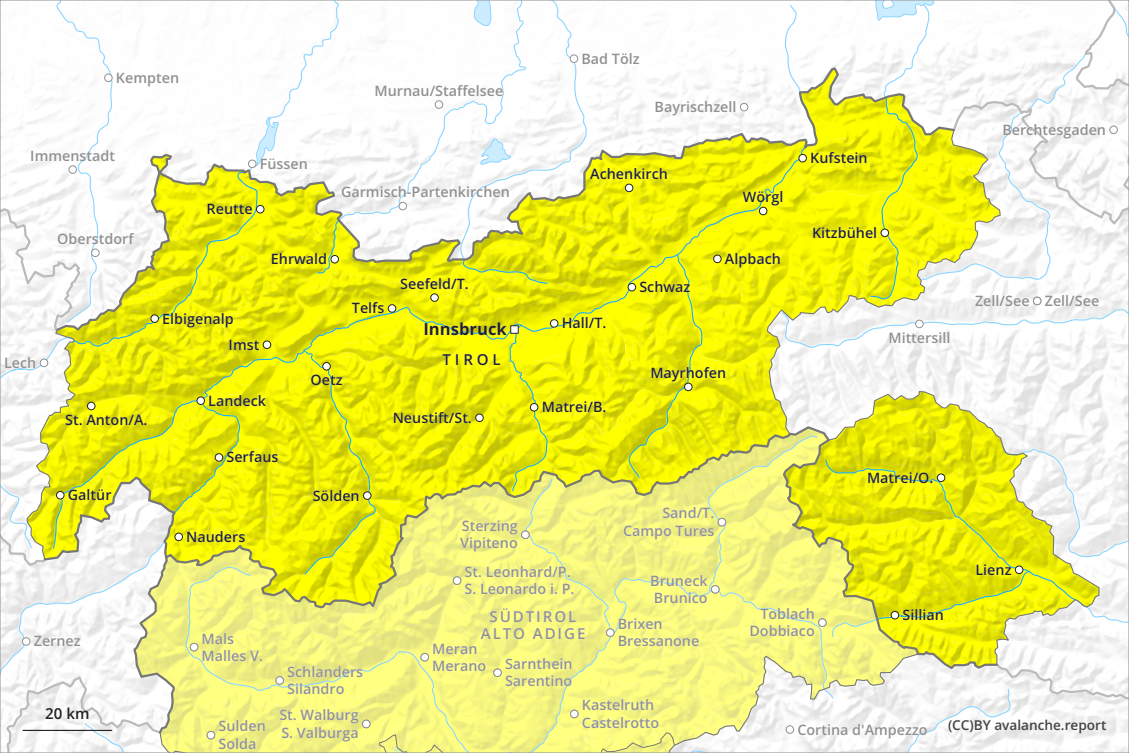 Kempten
Bad Tölz
Murnau/Staffelsee
Bayrischzell
Berchtesgaden
Immenstadt
Füssen
Kufstein
Achenkirch
Garmisch-Partenkirchen
Wörgl
Reutte
Kitzbühel
Oberstdorf
Ehrwald
Alpbach
Seefeld/T.
Schwaz
Zell/See
Zell/See
Telfs
Elbigenalp
Innsbruck
Hall/T.
Mittersill
Imst
TIROL
Lech
Oetz
Mayrhofen
Landeck
Matrei/B.
St. Anton/A.
Neustift/St.
Serfaus
Matrei/O.
Galtür
Sölden
Sand/T.
Campo Tures
Sterzing
Vipiteno
Nauders
Lienz
St. Leonhard/P.
S. Leonardo i. P.
Bruneck
Brunico
SÜDTIROL
ALTO ADIGE
Toblach
Dobbiaco
Sillian
Brixen
Bressanone
Zernez
Mals
Malles V.
Meran
Merano
Sarnthein
Sarentino
Schlanders
Silandro
20 km
St. Walburg
S. Valburga
Kastelruth
Castelrotto
Sulden
Solda
Cortina d'Ampezzo
(CC)BY avalanche.report